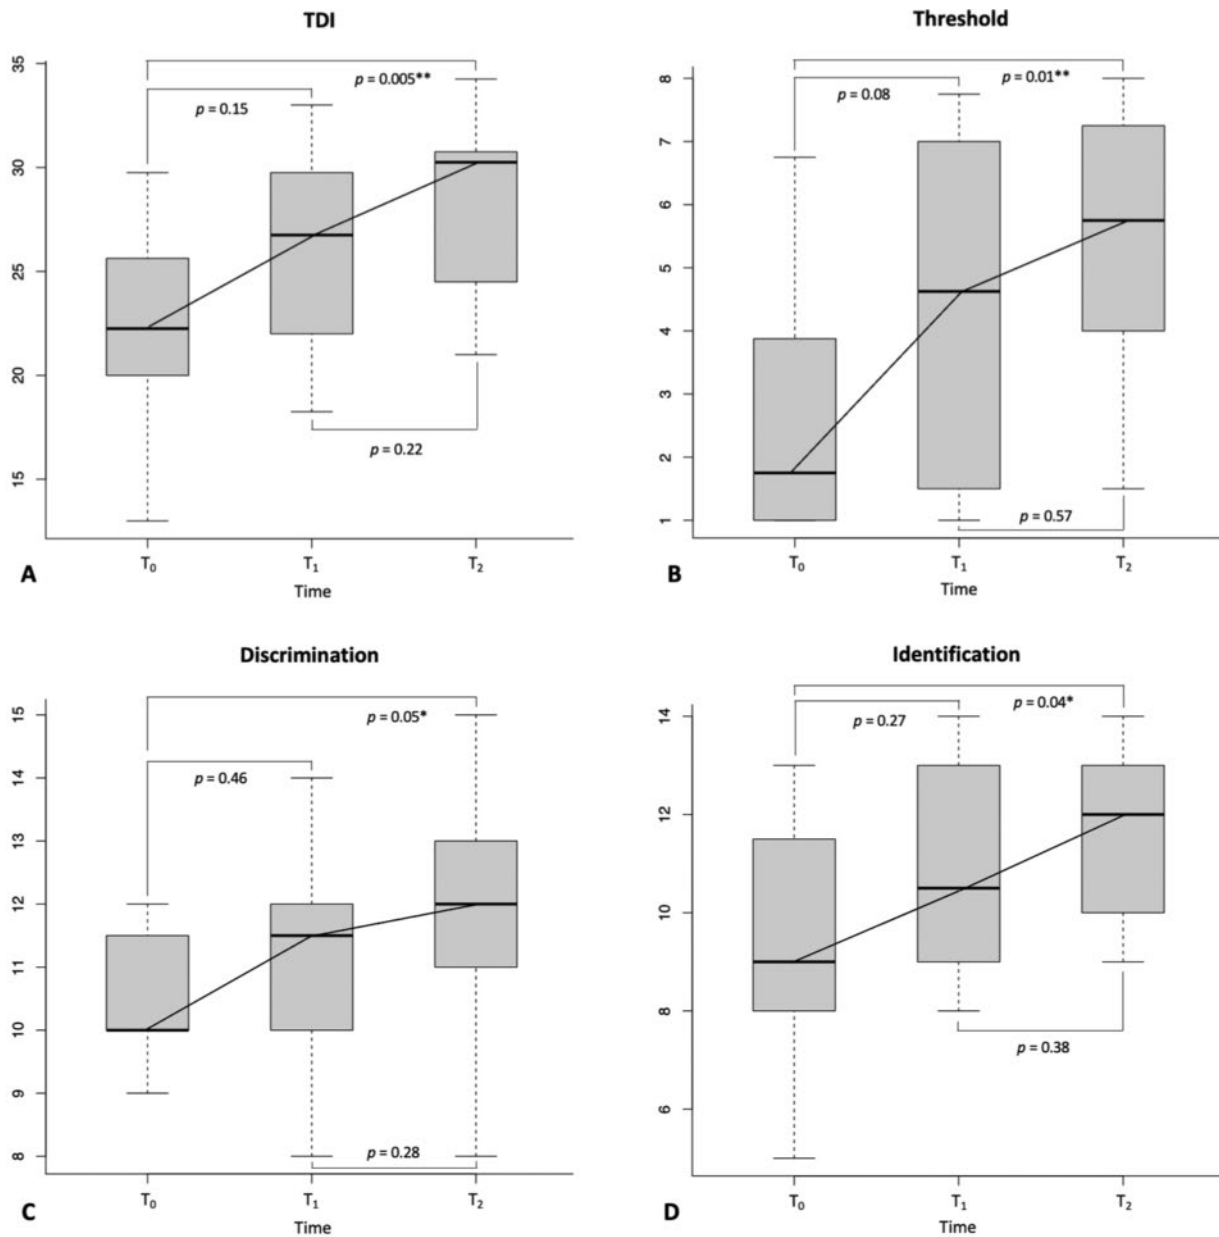 TDI
35
30
25
20
15
p = 0.005**
p = 0.15
p = 0.22
T₀ T₁ T₂
Time
A
Threshold
8
7
6
5
4
3
2
1
p = 0.01**
p = 0.08
p = 0.57
T₀ T₁ T₂
Time
B
Discrimination
15
14
13
12
11
10
9
8
p = 0.05*
p = 0.46
p = 0.28
T₀ T₁ T₂
Time
C
Identification
14
12
10
8
6
p = 0.04*
p = 0.27
p = 0.38
T₀ T₁ T₂
Time
D